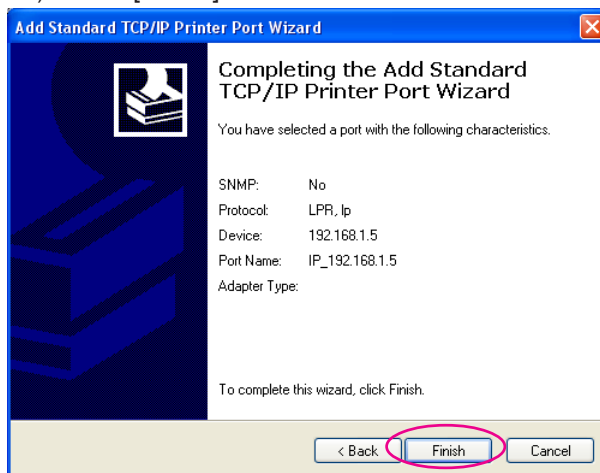 Add Standard TCP/IP Printer Port Wizard
Completing the Add Standard
TCP/IP Printer Port Wizard
You have selected a port with the following characteristics.
SNMP: No
Protocol: LPR, lp
Device: 192.168.1.5
Port Name: IP_192.168.1.5
Adapter Type:
To complete this wizard, click Finish.
< Back Finish Cancel